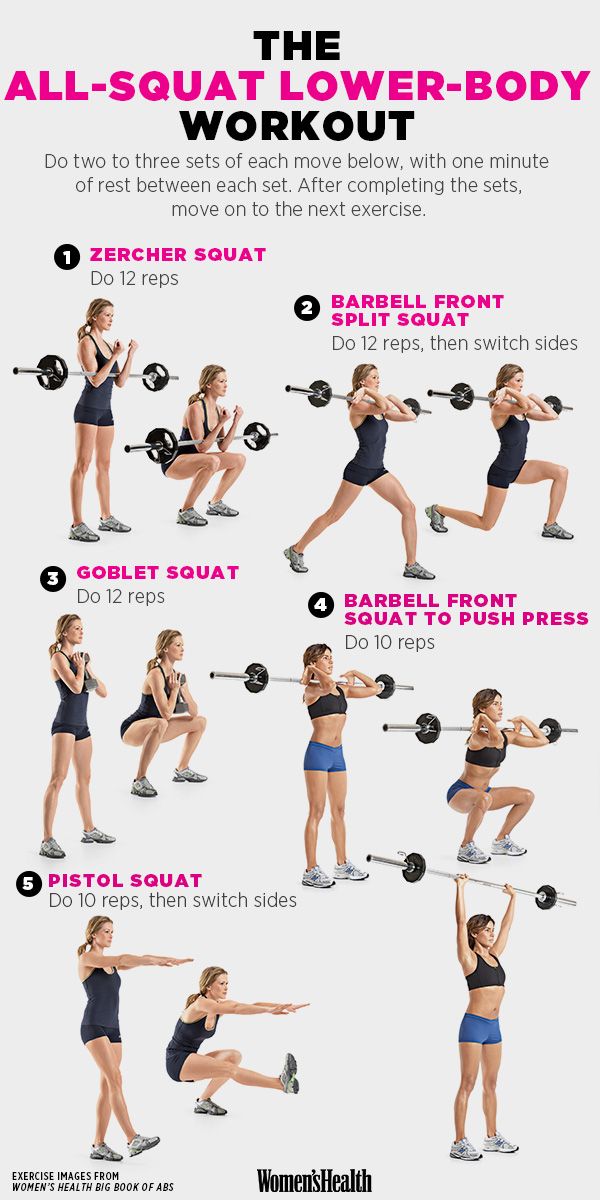 THE
ALL-SQUAT LOWER-BODY
WORKOUT
Do two to three sets of each move below, with one minute
of rest between each set. After completing the sets,
move on to the next exercise.
1 ZERCHER SQUAT
Do 12 reps
2 BARBELL FRONT
SPLIT SQUAT
Do 12 reps, then switch sides
3 GOBLET SQUAT
Do 12 reps
4 BARBELL FRONT
SQUAT TO PUSH PRESS
Do 10 reps
5 PISTOL SQUAT
Do 10 reps, then switch sides
EXERCISE IMAGES FROM
WOMEN'S HEALTH BIG BOOK OF ABS
Women'sHealth